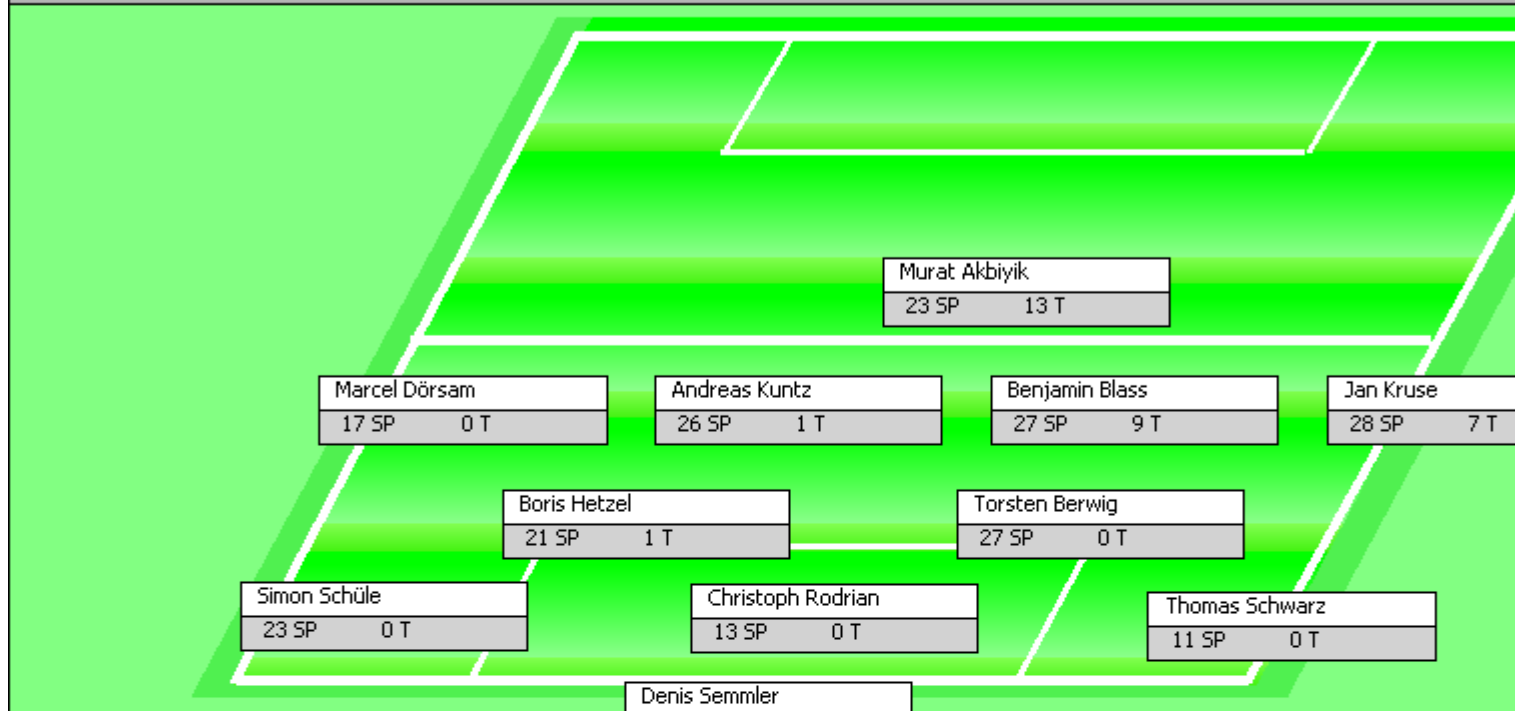 Murat Akbiyik
23 SP 13 T
Marcel Dörsam
17 SP 0 T
Andreas Kuntz
26 SP 1 T
Benjamin Blass
27 SP 9 T
Jan Kruse
28 SP 7 T
Boris Hetzel
21 SP 1 T
Torsten Berwig
27 SP 0 T
Simon Schüle
23 SP 0 T
Christoph Rodrian
13 SP 0 T
Thomas Schwarz
11 SP 0 T
Denis Semmler